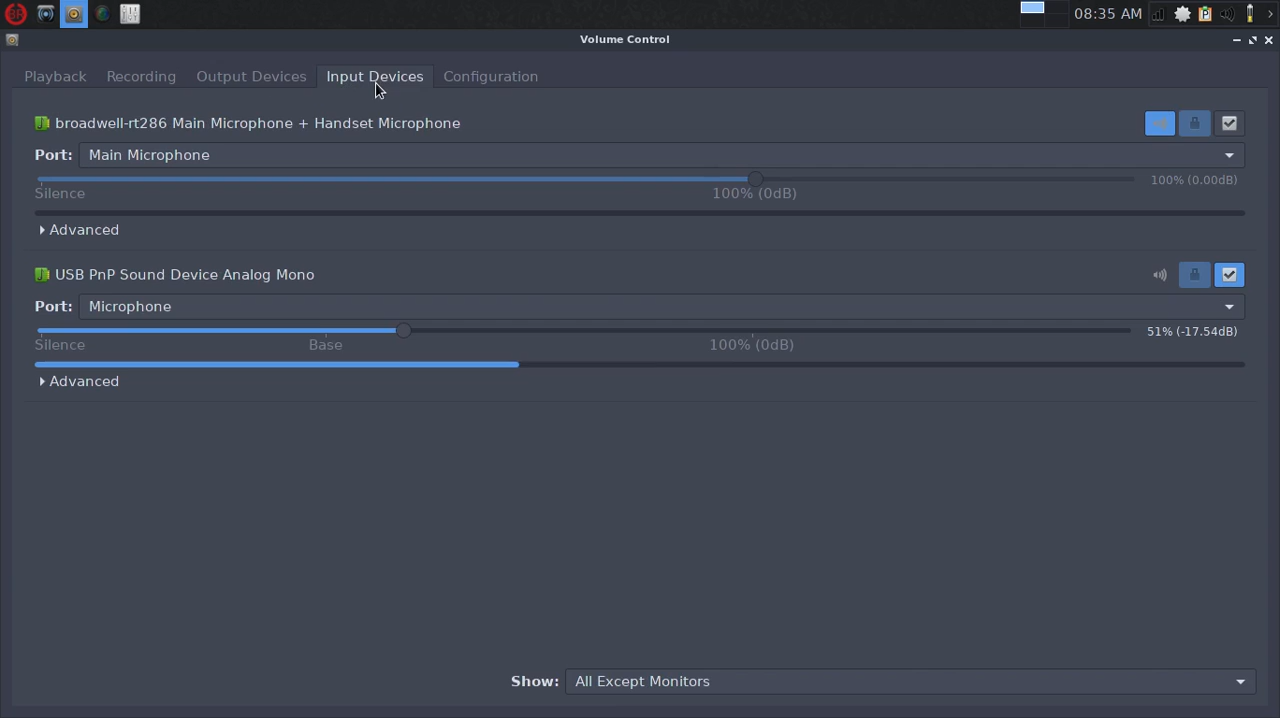 08:35 AM
Volume Control
Playback Recording Output Devices Input Devices Configuration
broadwell-rt286 Main Microphone + Handset Microphone
Port: Main Microphone
100% (0.00dB)
Silence 100% (0dB)
Advanced
USB PnP Sound Device Analog Mono
Port: Microphone
51% (-17.54dB)
Silence Base 100% (0dB)
Advanced
Show: All Except Monitors